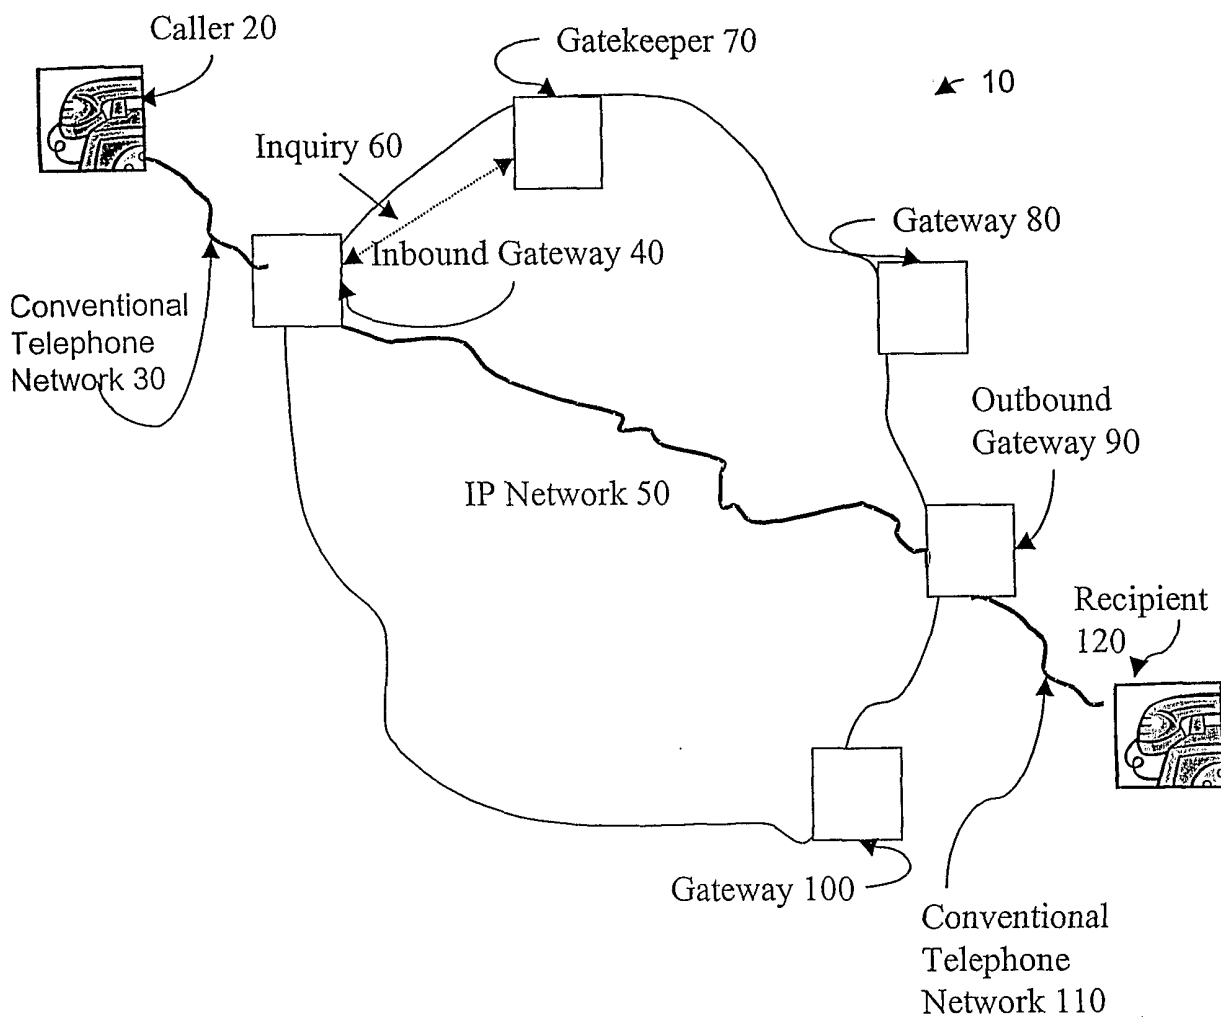 Caller 20
Gatekeeper 70
10
Inquiry 60
Gateway 80
Inbound Gateway 40
Conventional
Telephone
Network 30
Outbound
Gateway 90
IP Network 50
Recipient
120
Gateway 100
Conventional
Telephone
Network 110